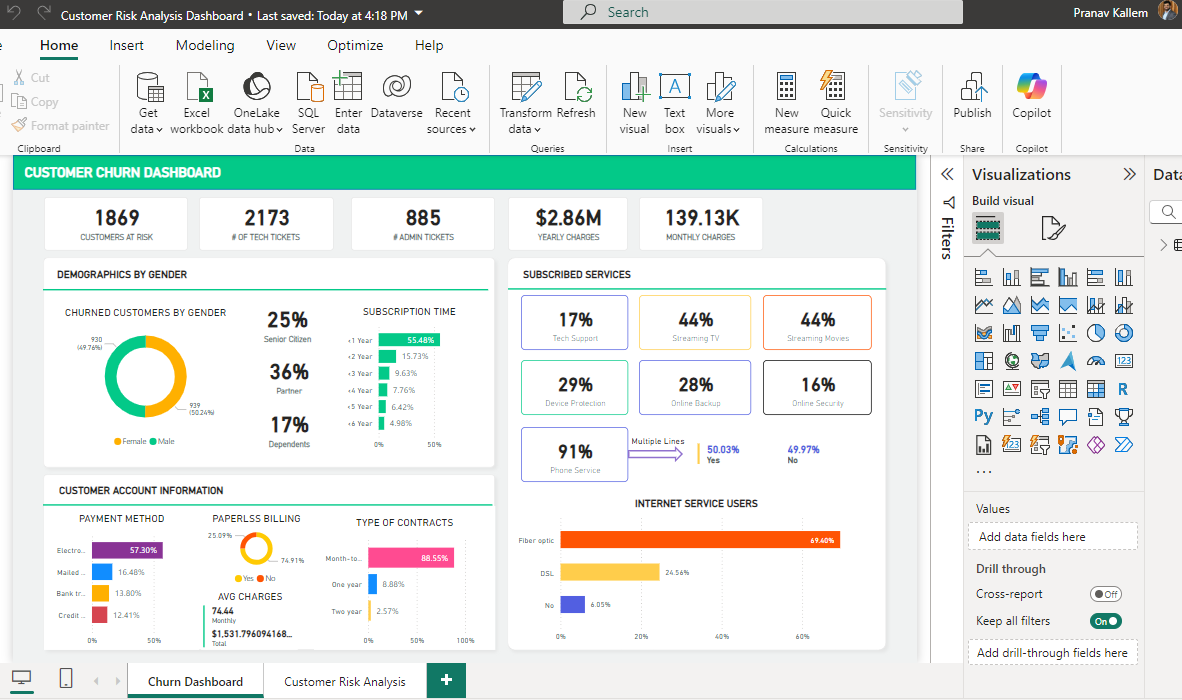 Customer Risk Analysis Dashboard • Last saved: Today at 4:18 PM
Search
Pranav Kallem
Home Insert Modeling View Optimize Help
Cut
Copy
Format painter
Clipboard
Get data
Excel workbook
OneLake data hub
SQL Server
Enter data
Dataverse
Recent sources
Data
Transform data
Refresh
Queries
New visual
Text box
More visuals
Insert
New measure
Quick measure
Calculations
Sensitivity
Sensitivity
Publish
Share
Copilot
Copilot
CUSTOMER CHURN DASHBOARD
1869
CUSTOMERS AT RISK
2173
# OF TECH TICKETS
885
# ADMIN TICKETS
$2.86M
YEARLY CHARGES
139.13K
MONTHLY CHARGES
DEMOGRAPHICS BY GENDER
CHURNED CUSTOMERS BY GENDER
930
(49.76%)
939
(50.24%)
Female Male
25%
Senior Citizen
36%
Partner
17%
Dependents
SUBSCRIPTION TIME
<1 Year 55.48%
<2 Year 15.73%
<3 Year 9.63%
<4 Year 7.76%
<5 Year 6.42%
<6 Year 4.98%
0% 50%
CUSTOMER ACCOUNT INFORMATION
PAYMENT METHOD
Electro... 57.30%
Mailed ... 16.48%
Bank tr... 13.80%
Credit ... 12.41%
0% 50%
PAPERLSS BILLING
25.09%
74.91%
Yes No
AVG CHARGES
74.44
Monthly
$1,531.796094168...
Total
TYPE OF CONTRACTS
Month-to... 88.55%
One year 8.88%
Two year 2.57%
0% 50% 100%
SUBSCRIBED SERVICES
17%
Tech Support
44%
Streaming TV
44%
Streaming Movies
29%
Device Protection
28%
Online Backup
16%
Online Security
91%
Phone Service
Multiple Lines
50.03%
Yes
49.97%
No
INTERNET SERVICE USERS
Fiber optic 69.40%
DSL 24.56%
No 6.05%
0% 20% 40% 60%
Filters
Visualizations
Build visual
123
R
Py
123
...
Values
Add data fields here
Drill through
Cross-report Off
Keep all filters On
Add drill-through fields here
Data
Churn Dashboard
Customer Risk Analysis
+